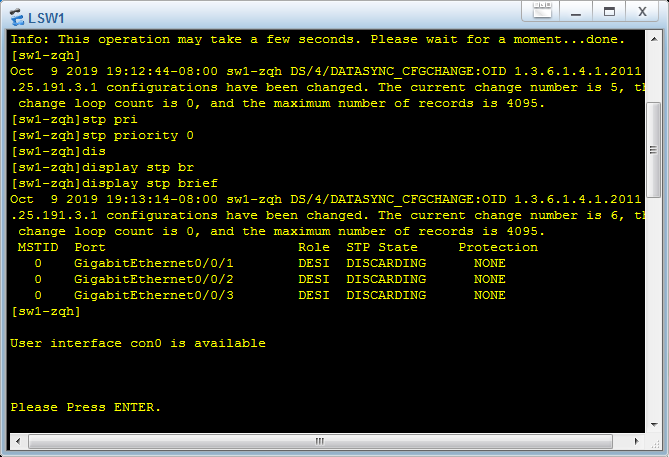 LSW1
Info: This operation may take a few seconds. Please wait for a moment...done.
[sw1-zqh]
Oct  9 2019 19:12:44-08:00 sw1-zqh DS/4/DATASYNC_CFGCHANGE:OID 1.3.6.1.4.1.2011
.25.191.3.1 configurations have been changed. The current change number is 5, th
 change loop count is 0, and the maximum number of records is 4095.
[sw1-zqh]stp pri
[sw1-zqh]stp priority 0
[sw1-zqh]dis
[sw1-zqh]display stp br
[sw1-zqh]display stp brief
Oct  9 2019 19:13:14-08:00 sw1-zqh DS/4/DATASYNC_CFGCHANGE:OID 1.3.6.1.4.1.2011
.25.191.3.1 configurations have been changed. The current change number is 6, th
 change loop count is 0, and the maximum number of records is 4095.
 MSTID  Port                        Role  STP State     Protection
   0    GigabitEthernet0/0/1        DESI  DISCARDING      NONE
   0    GigabitEthernet0/0/2        DESI  DISCARDING      NONE
   0    GigabitEthernet0/0/3        DESI  DISCARDING      NONE
[sw1-zqh]
User interface con0 is available
Please Press ENTER.